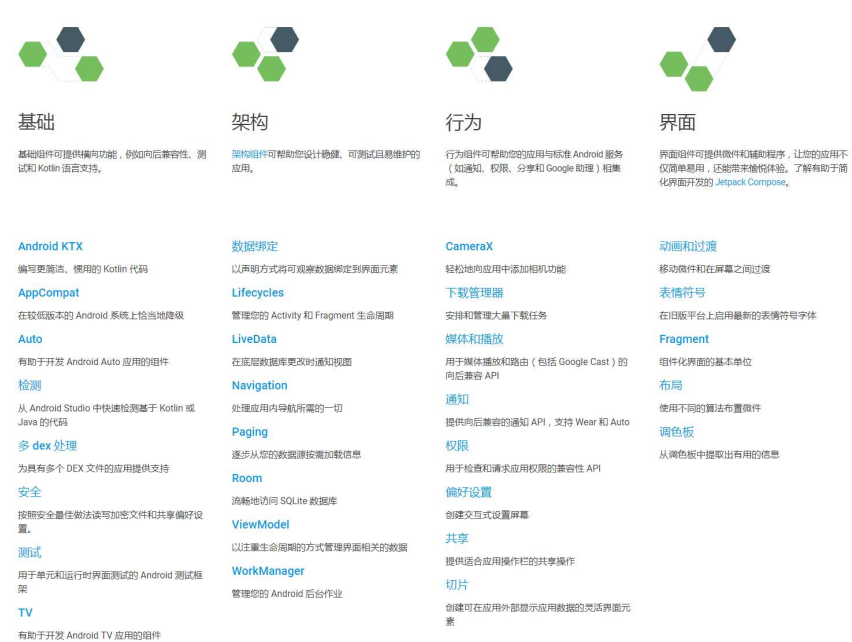 基础
基础组件可提供横向功能，例如向后兼容性、测
试和 Kotlin 语言支持。
Android KTX
编写更简洁、惯用的 Kotlin 代码
AppCompat
在较低版本的 Android 系统上恰当地降级
Auto
有助于开发 Android Auto 应用的组件
检测
从 Android Studio 中快速检测基于 Kotlin 或
Java 的代码
多 dex 处理
为具有多个 DEX 文件的应用提供支持
安全
按照安全最佳做法读写加密文件和共享偏好设
置。
测试
用于单元和运行时界面测试的 Android 测试框
架
TV
有助于开发 Android TV 应用的组件
架构
架构组件可帮助您设计稳健、可测试且易维护的
应用。
数据绑定
以声明方式将可观察数据绑定到界面元素
Lifecycles
管理您的 Activity 和 Fragment 生命周期
LiveData
在底层数据库更改时通知视图
Navigation
处理应用内导航所需的一切
Paging
逐步从您的数据源按需加载信息
Room
流畅地访问 SQLite 数据库
ViewModel
以注重生命周期的方式管理界面相关的数据
WorkManager
管理您的 Android 后台作业
行为
行为组件可帮助您的应用与标准 Android 服务
（如通知、权限、分享和 Google 助理）相集
成。
CameraX
轻松地向应用中添加相机功能
下载管理器
安排和管理大量下载任务
媒体和播放
用于媒体播放和路由（包括 Google Cast）的
向后兼容 API
通知
提供向后兼容的通知 API，支持 Wear 和 Auto
权限
用于检查和请求应用权限的兼容性 API
偏好设置
创建交互式设置屏幕
共享
提供适合应用操作栏的共享操作
切片
创建可在应用外部显示应用数据的灵活界面元
素
界面
界面组件可提供微件和辅助程序，让您的应用不
仅简单易用，还能带来愉悦体验。了解有助于简
化界面开发的 Jetpack Compose。
动画和过渡
移动微件和在屏幕之间过渡
表情符号
在旧版平台上启用最新的表情符号字体
Fragment
组件化界面的基本单位
布局
使用不同的算法布置微件
调色板
从调色板中提取出有用的信息